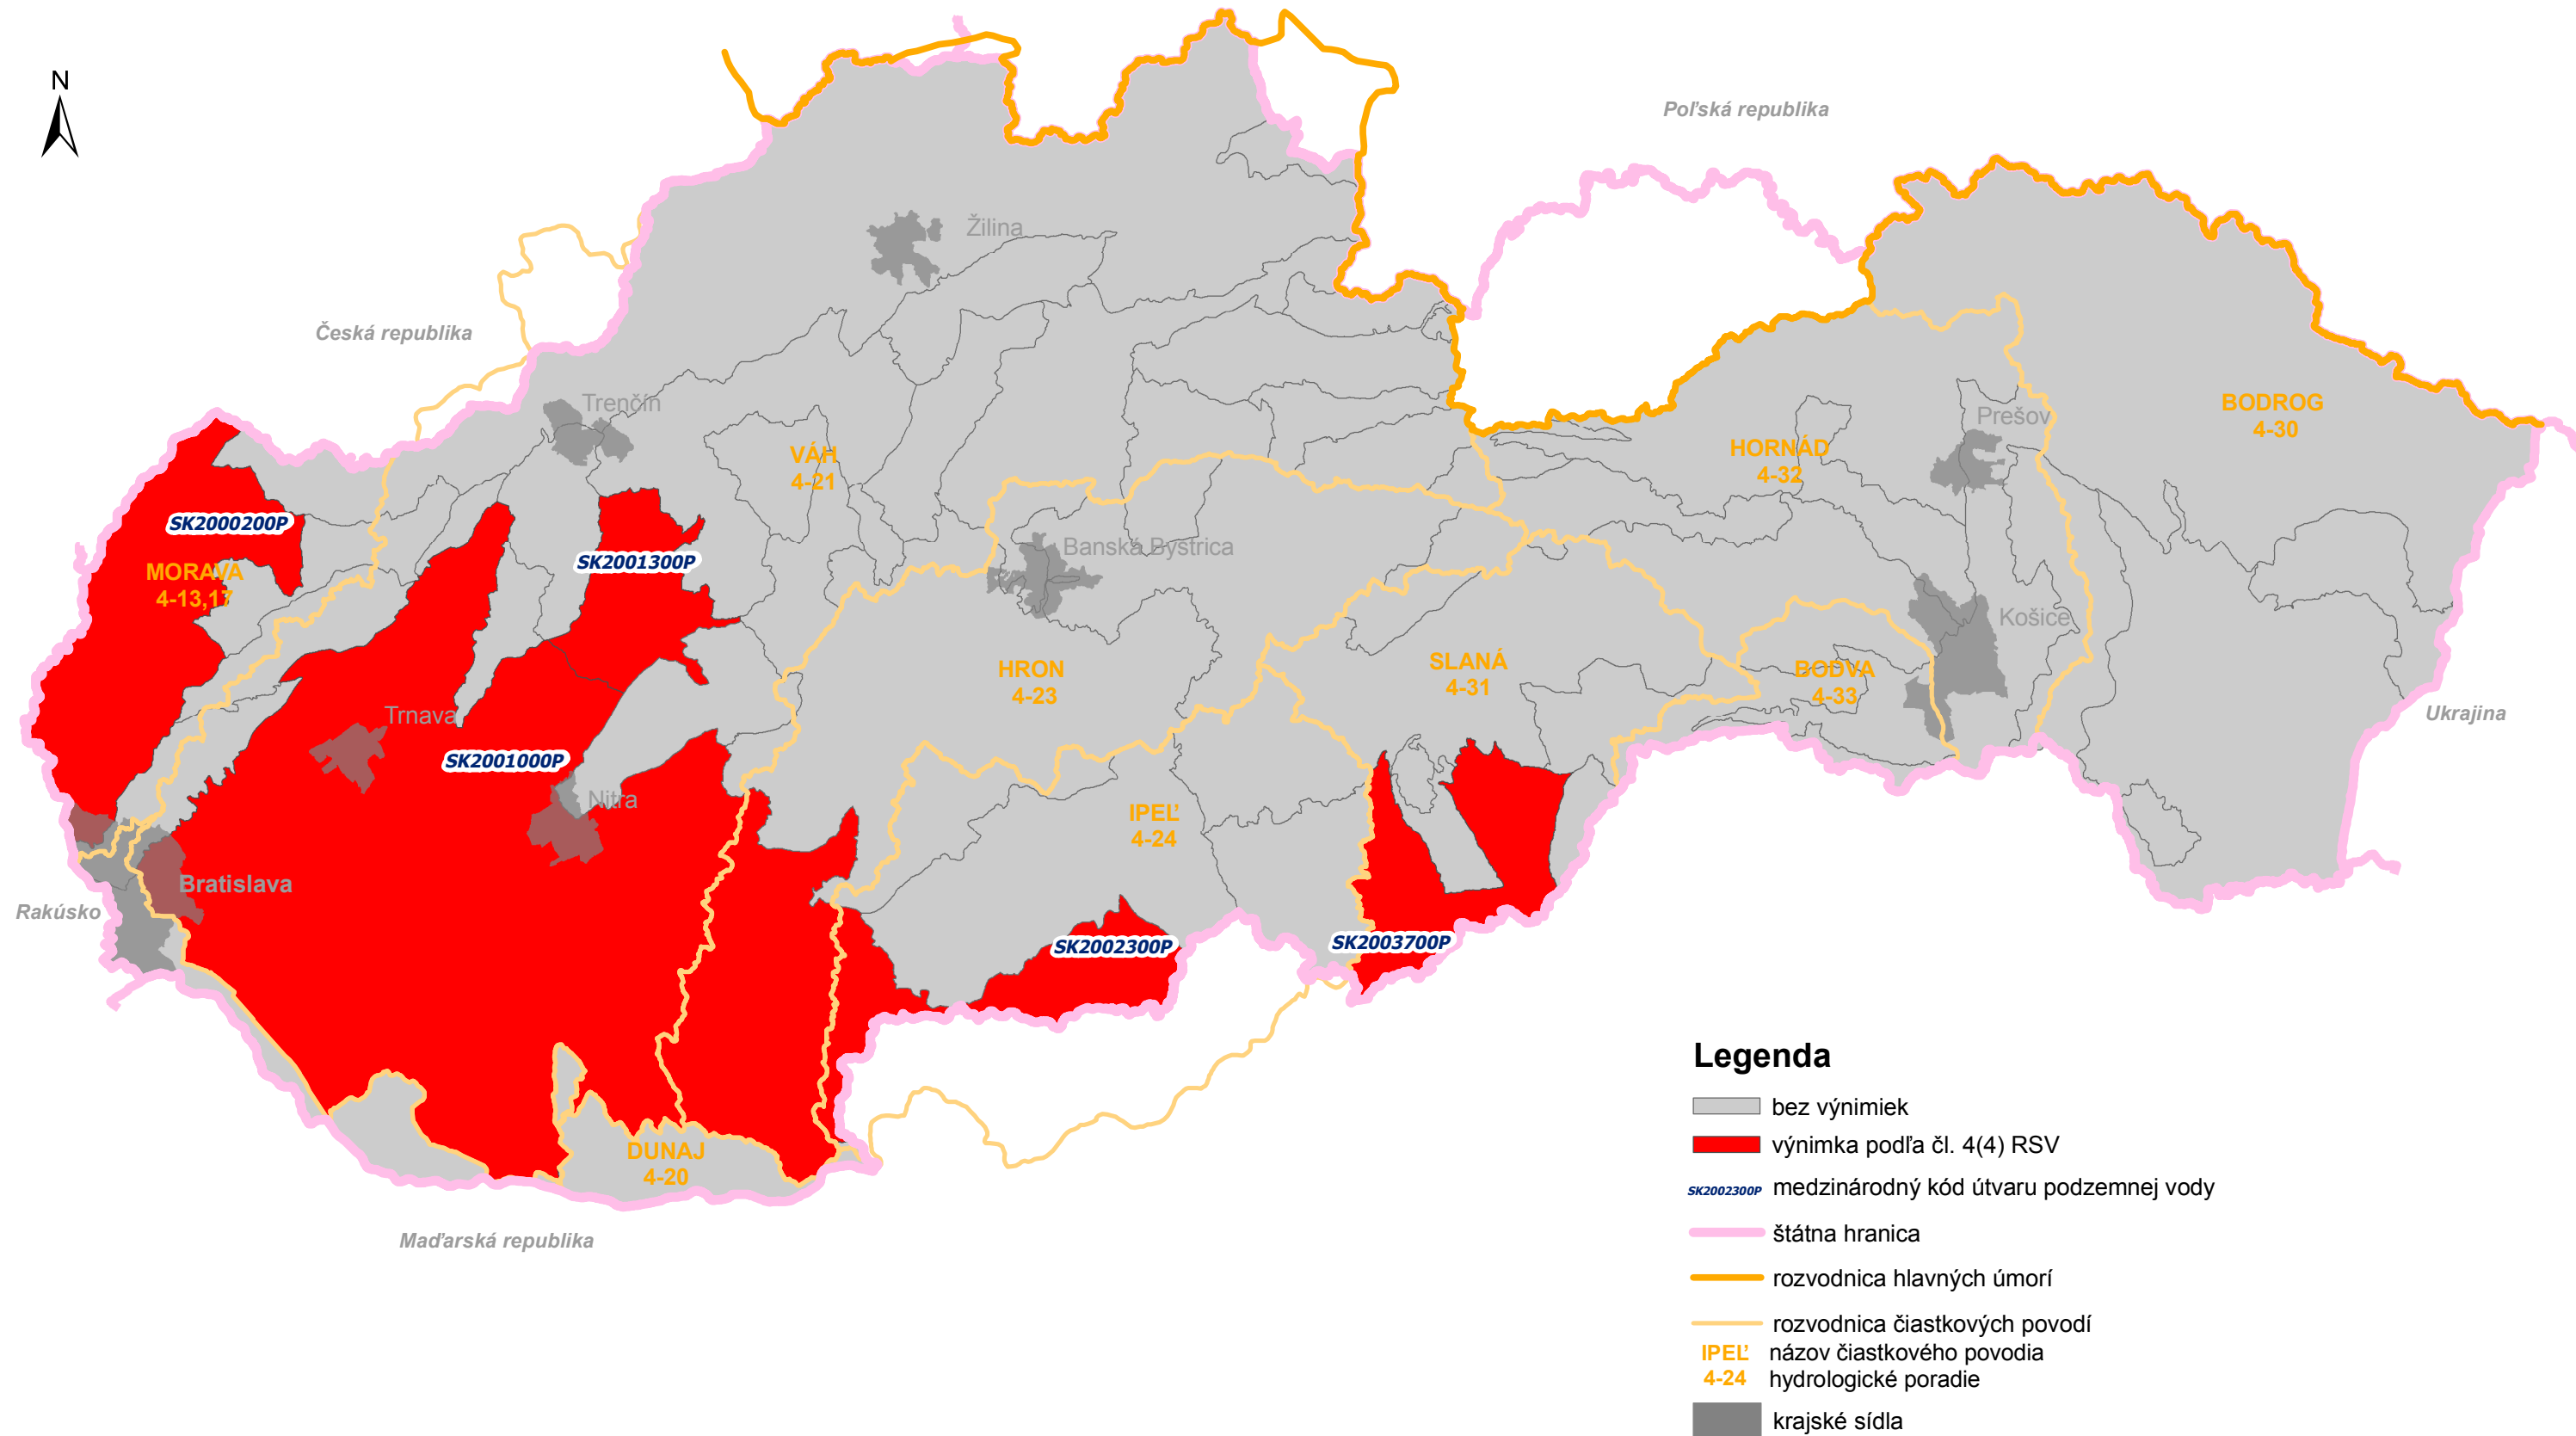 N
Poľská republika
Žilina
Česká republika
Trenčín
BODROG
4-30
Prešov
HORNÁD
4-32
VÁH
4-21
SK2000200P
Banská Bystrica
SK2001300P
MORAVA
4-13,17
Košice
HRON
4-23
SLANÁ
4-31
BODVA
4-33
Ukrajina
Trnava
SK2001000P
Nitra
IPEĽ
4-24
Bratislava
Rakúsko
SK2002300P
SK2003700P
DUNAJ
4-20
Maďarská republika
Legenda
bez výnimiek
výnimka podľa čl. 4(4) RSV
SK2002300P medzinárodný kód útvaru podzemnej vody
štátna hranica
rozvodnica hlavných úmorí
rozvodnica čiastkových povodí
IPEĽ názov čiastkového povodia
4-24 hydrologické poradie
krajské sídla